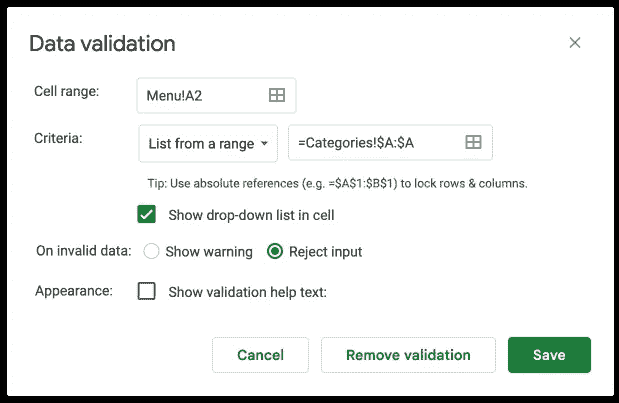 Data validation
Cell range: Menu!A2
Criteria: List from a range =Categories!$A:$A
Tip: Use absolute references (e.g. =$A$1:$B$1) to lock rows & columns.
Show drop-down list in cell
On invalid data: Show warning Reject input
Appearance: Show validation help text:
Cancel Remove validation Save